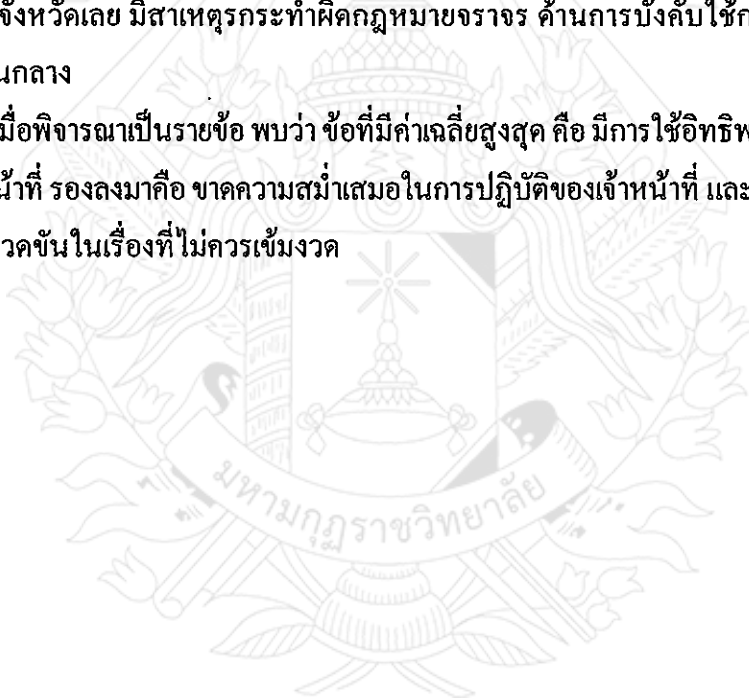 จังหวัดเลย มีสาเหตุรกระทำผิดกฎหมายจราจร ด้านการบังคับใช้ก
นกลาง
มื่อพิจารณาเป็นรายข้อ พบว่า ข้อที่มีค่าเฉลี่ยสูงสุด คือ มีการใช้อิทธิพ
น้าที่ รองลงมาคือ ขาดความสม่ำเสมอในการปฏิบัติของเจ้าหน้าที่ และ
วดขันในเรื่องที่ไม่ควรเข้มงวด
มหามกุฏราชวิทยาลัย